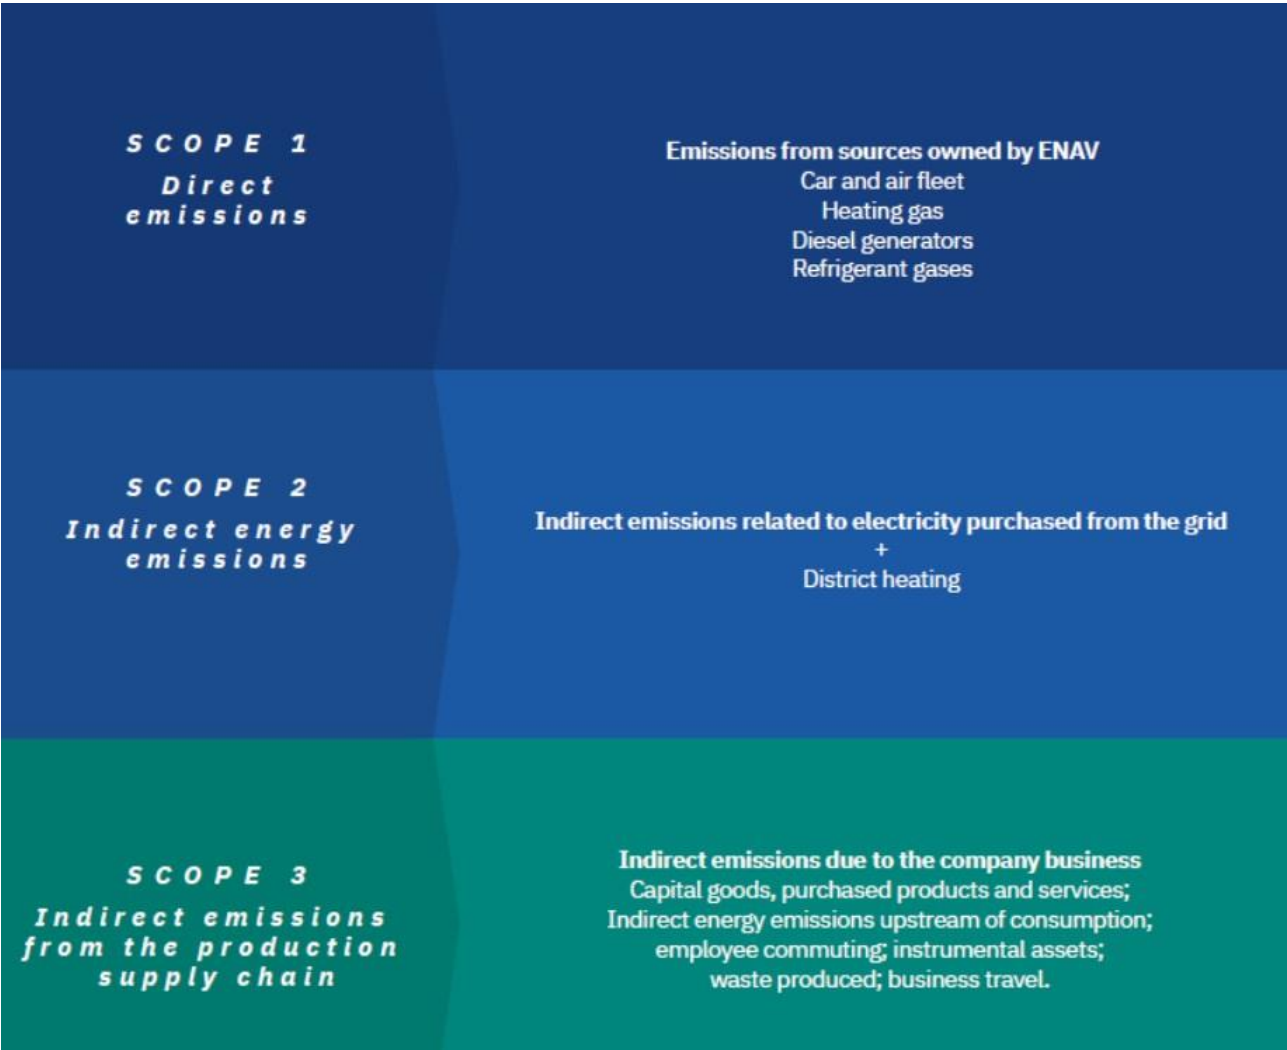 SCOPE 1
Direct
emissions
Emissions from sources owned by ENAV
Car and air fleet
Heating gas
Diesel generators
Refrigerant gases
SCOPE 2
Indirect energy
emissions
Indirect emissions related to electricity purchased from the grid
+
District heating
SCOPE 3
Indirect emissions
from the production
supply chain
Indirect emissions due to the company business
Capital goods, purchased products and services;
Indirect energy emissions upstream of consumption;
employee commuting; instrumental assets;
waste produced; business travel.